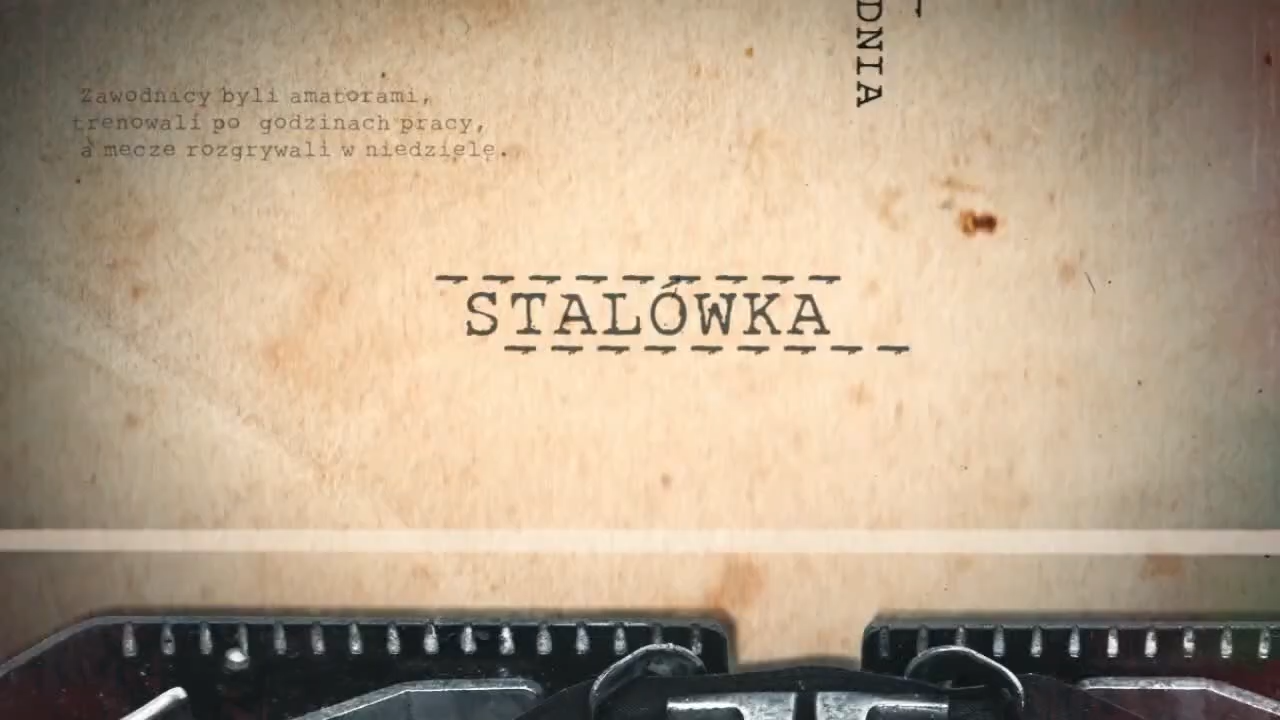 Zawodnicy byli amatorami,
trenowali po godzinach pracy,
a mecze rozgrywali w niedzielę.
DNIA
STALÓWKA